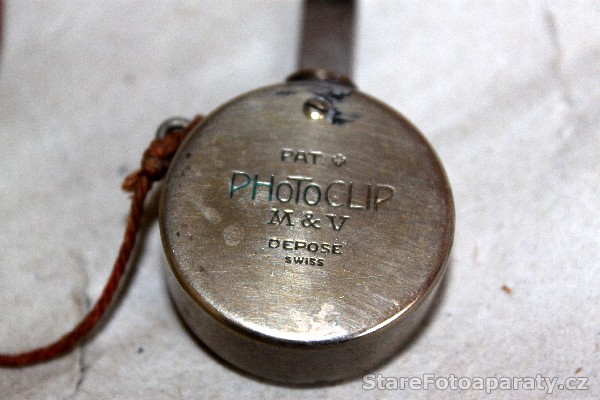 PAT. ✠
PHOTOCLIP
M & V
DEPOSE
SWISS
StareFotoaparaty.cz